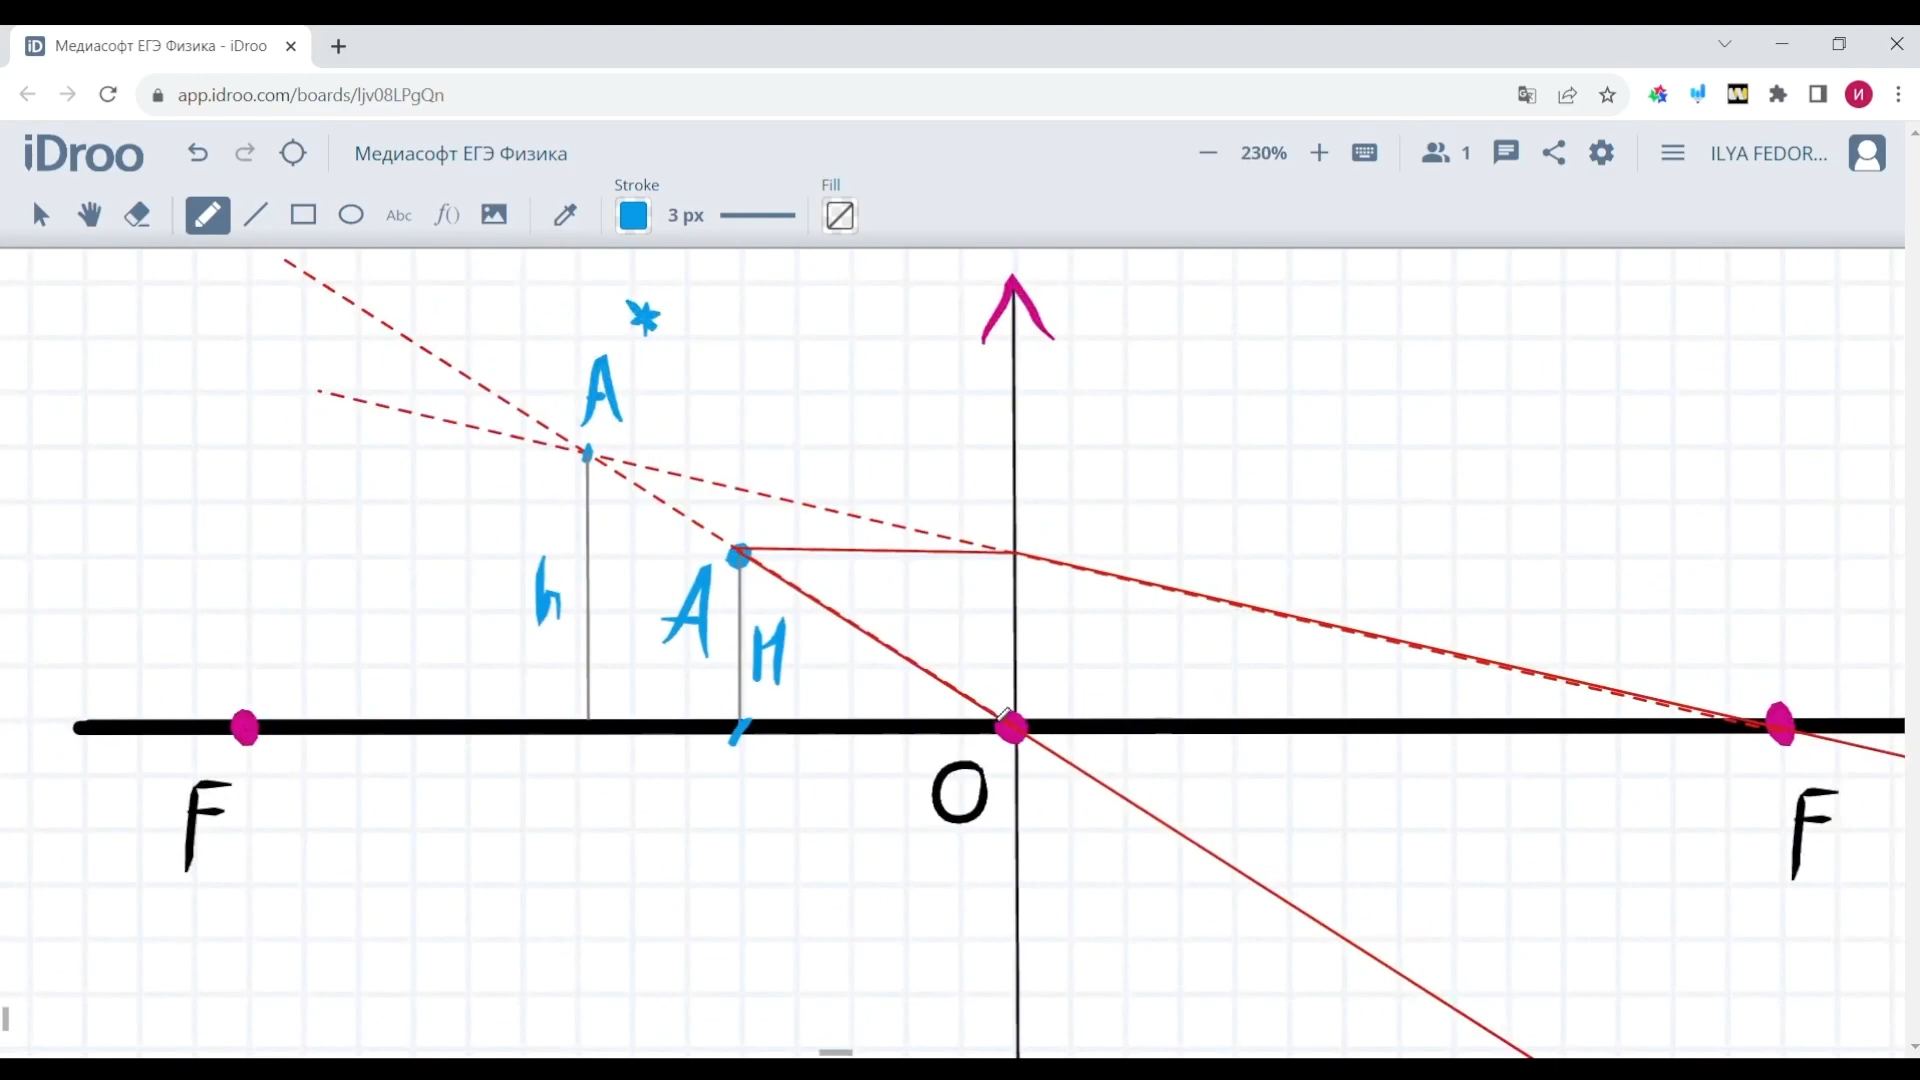 Медиасофт ЕГЭ Физика - iDroo
app.idroo.com/boards/ljv08LPgQn
И
iDroo
Медиасофт ЕГЭ Физика
230%
1
ILYA FEDOR...
Abc
f()
Stroke
3 px
Fill
*
A
h
A
H
O
F
F